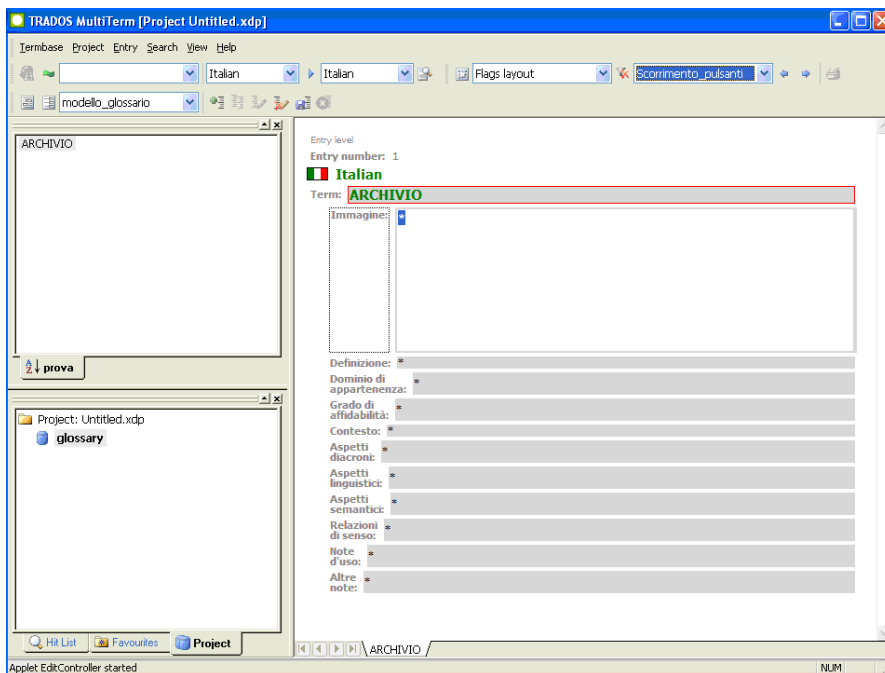 TRADOS MultiTerm [Project Untitled.xdp]
Termbase Project Entry Search View Help
Italian Italian Flags layout Scorrimento_pulsanti
modello_glossario
ARCHIVIO
AZ prova
Project: Untitled.xdp
glossary
Hit List Favourites Project
Entry level
Entry number: 1
Italian
Term: ARCHIVIO
Immagine: *
Definizione: *
Dominio di
appartenenza: *
Grado di
affidabilità: *
Contesto: *
Aspetti
diacroni: *
Aspetti
linguistici: *
Aspetti
semantici: *
Relazioni
di senso: *
Note
d'uso: *
Altre
note: *
ARCHIVIO
Applet EditController started NUM